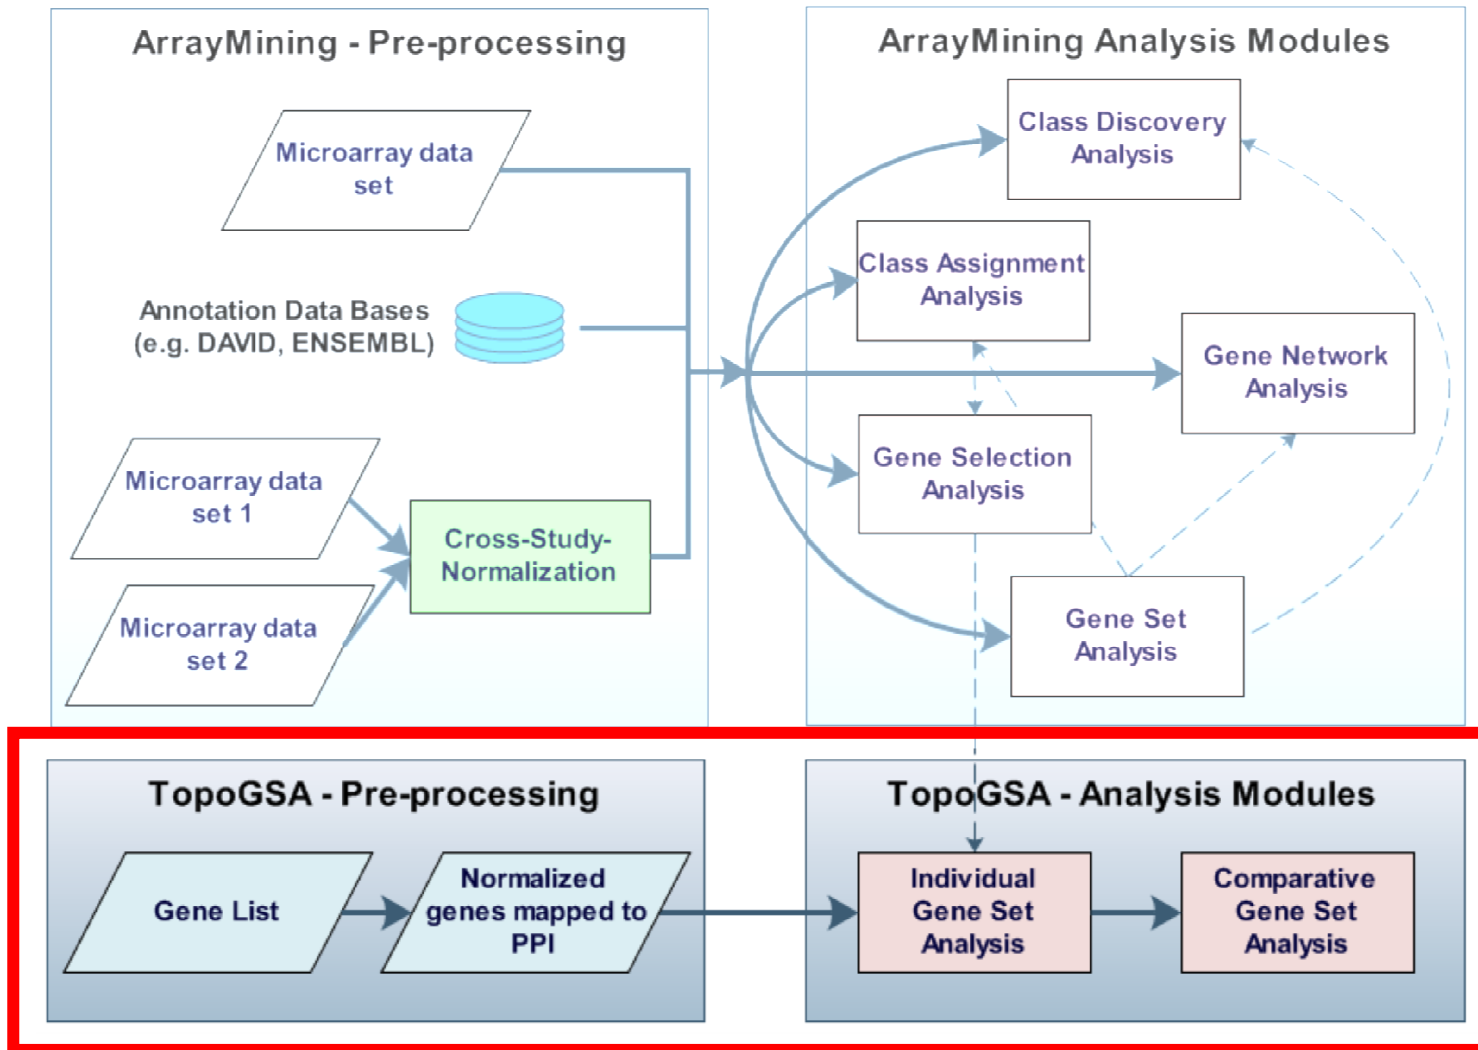 ArrayMining - Pre-processing
Microarray data
set
Annotation Data Bases
(e.g. DAVID, ENSEMBL)
Microarray data
set 1
Cross-Study-
Normalization
Microarray data
set 2
ArrayMining Analysis Modules
Class Discovery
Analysis
Class Assignment
Analysis
Gene Network
Analysis
Gene Selection
Analysis
Gene Set
Analysis
TopoGSA - Pre-processing
Gene List
Normalized
genes mapped to
PPI
TopoGSA - Analysis Modules
Individual
Gene Set
Analysis
Comparative
Gene Set
Analysis